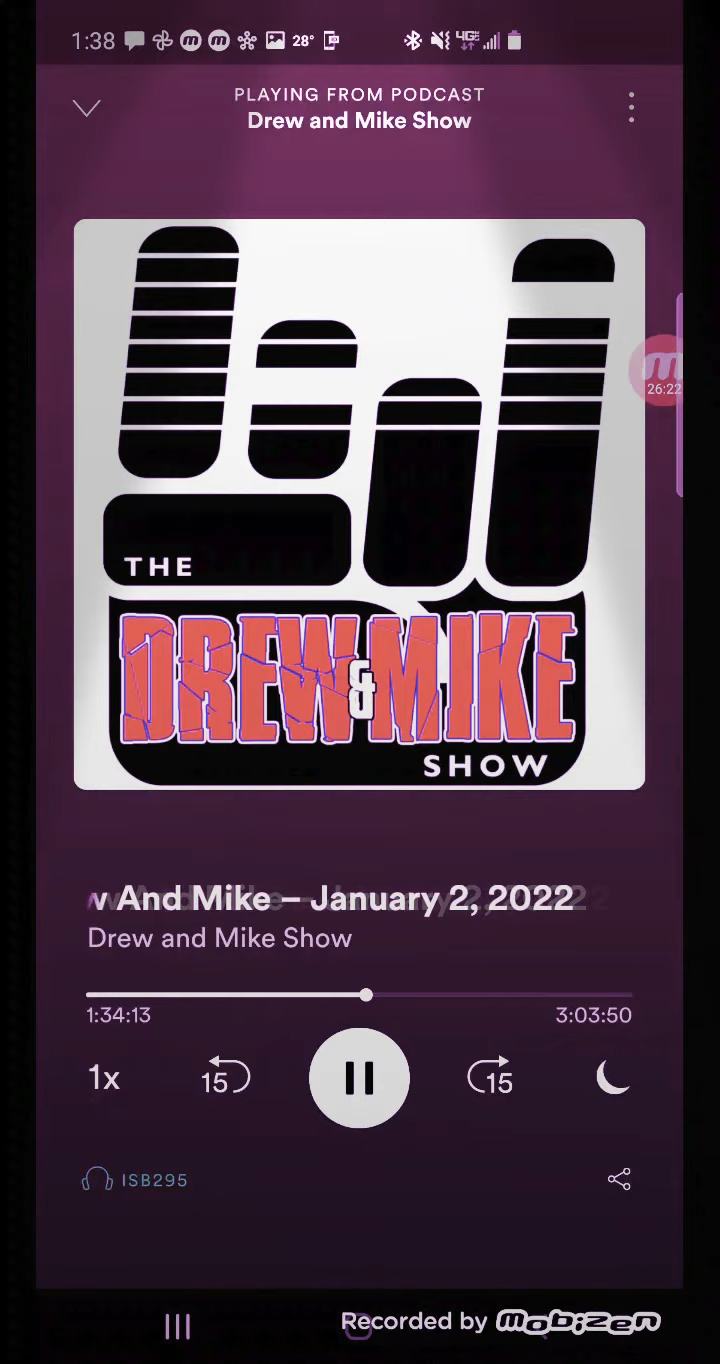 1:38 28° 4GE
PLAYING FROM PODCAST
Drew and Mike Show
m
26:22
THE
DREW & MIKE
SHOW
w And Mike – January 2, 2022
Drew and Mike Show
1:34:13 3:03:50
1x 15 15
ISB295
Recorded by mobizen